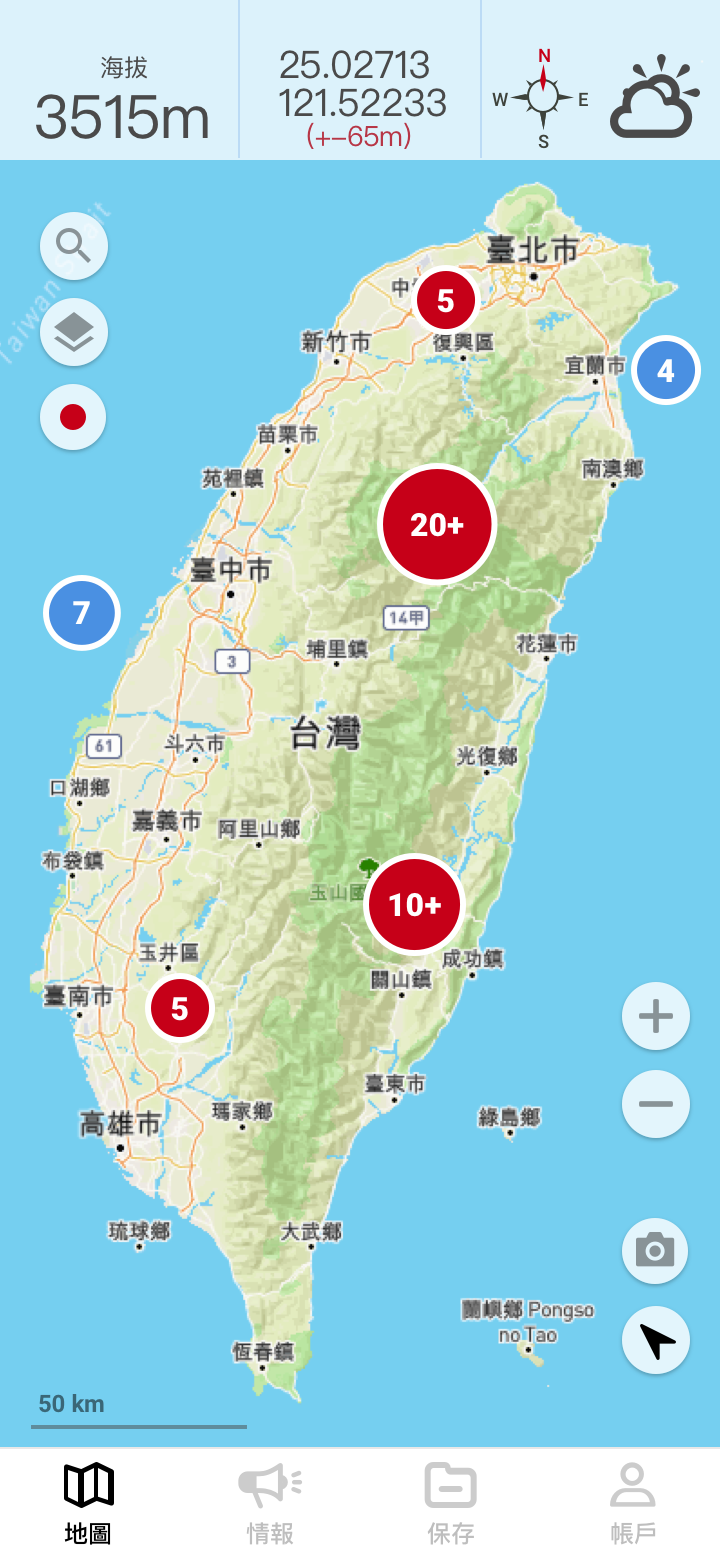 海拔
3515m
25.02713
121.52233
(+−65m)
N
W
E
S
Taiwan Strait
臺北市
5
復興區
新竹市
宜蘭市
4
苗栗市
南澳鄉
苑裡鎮
20+
臺中市
7
14甲
花蓮市
埔里鎮
3
台灣
61
斗六市
光復鄉
口湖鄉
嘉義市
阿里山鄉
布袋鎮
玉山
10+
玉井區
成功鎮
關山鎮
臺南市
5
臺東市
瑪家鄉
綠島鄉
高雄市
琉球鄉
大武鄉
蘭嶼鄉 Pongso
no Tao
恆春鎮
50 km
地圖
情報
保存
帳戶